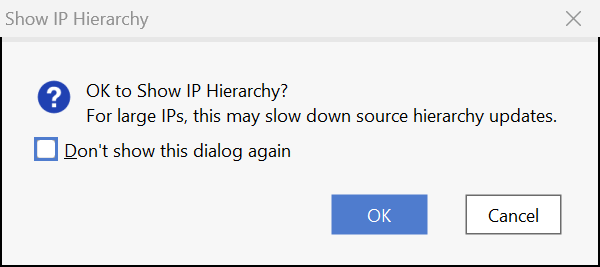 Show IP Hierarchy
OK to Show IP Hierarchy?
For large IPs, this may slow down source hierarchy updates.
Don't show this dialog again
OK
Cancel